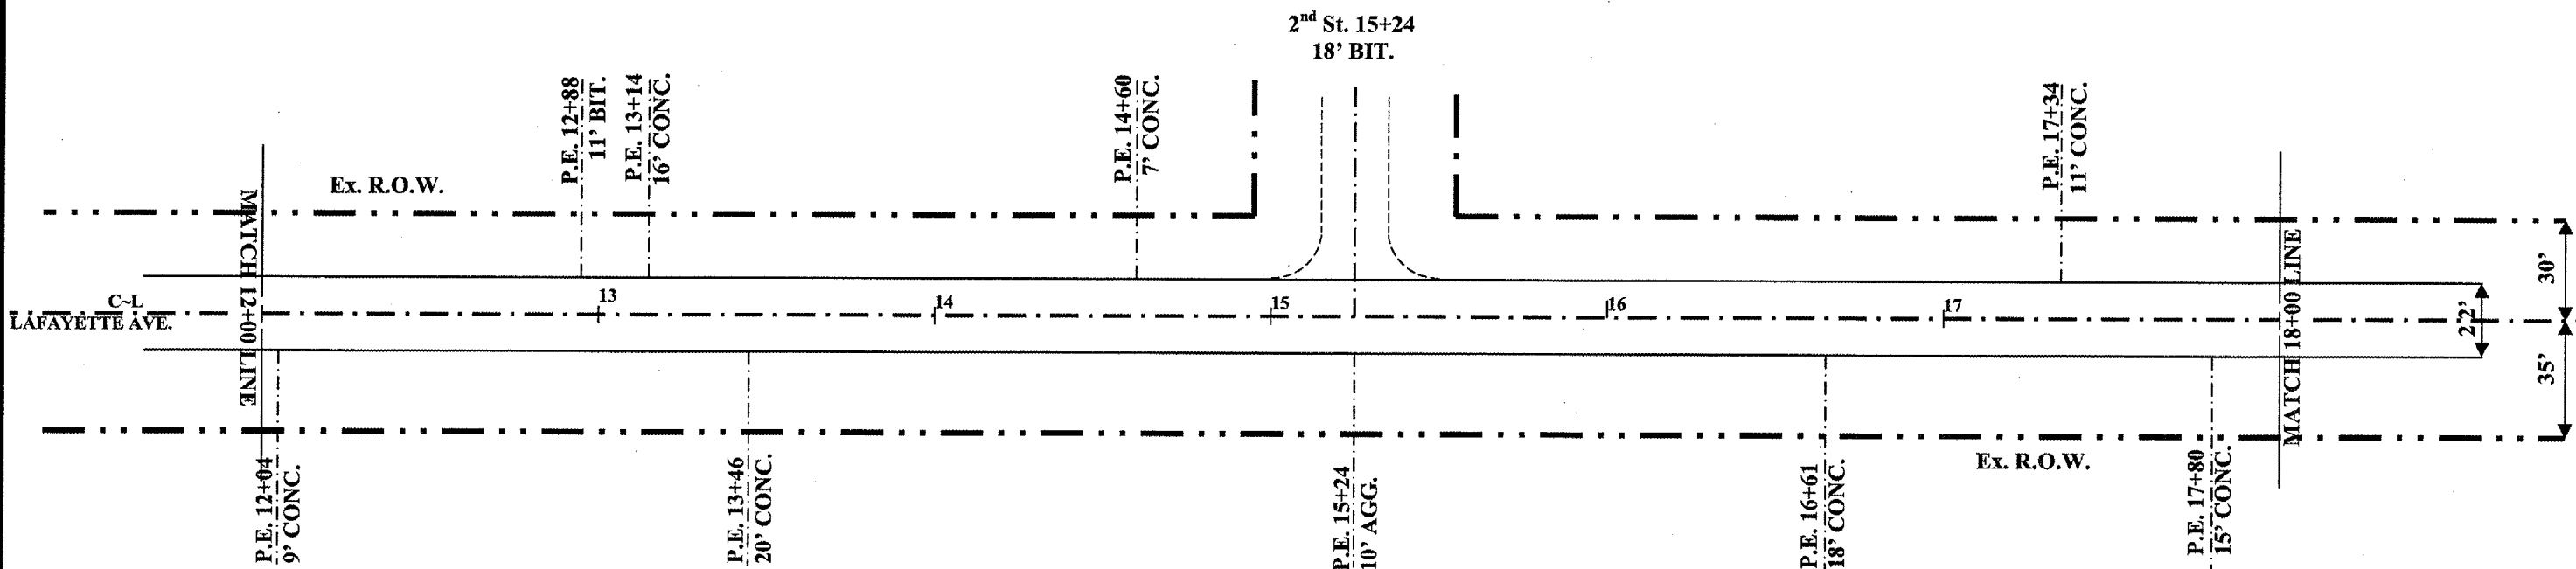 2nd St. 15+24
18’ BIT.
P.E. 12+88
11’ BIT.
P.E. 13+14
16’ CONC.
P.E. 14+60
7’ CONC.
P.E. 17+34
11’ CONC.
Ex. R.O.W.
MATCH 12+00 LINE
MATCH 18+00 LINE
30’
C~L
LAFAYETTE AVE.
13
14
15
16
17
22’
35’
Ex. R.O.W.
P.E. 12+04
9’ CONC.
P.E. 13+46
20’ CONC.
P.E. 15+24
10’ AGG.
P.E. 16+61
18’ CONC.
P.E. 17+80
15’ CONC.